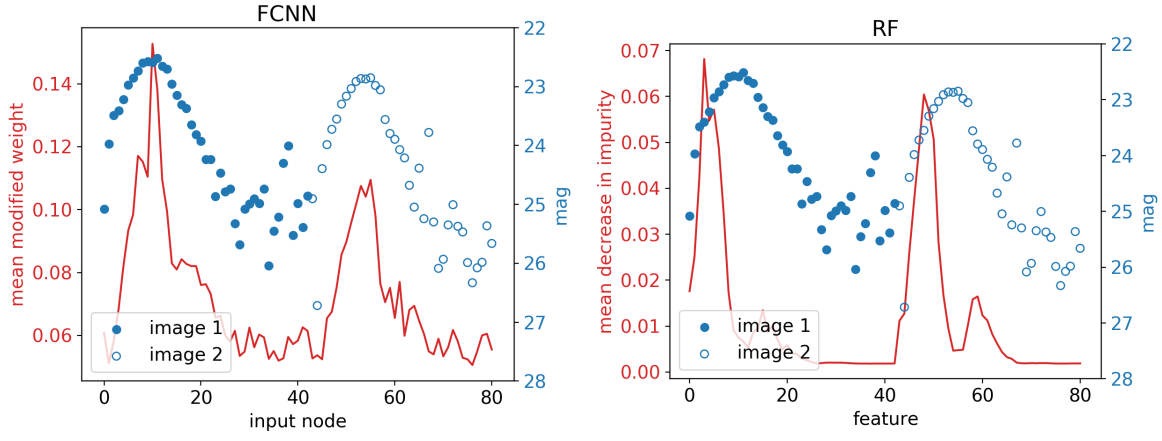 FCNN
mean modified weight
0.14
0.12
0.10
0.08
0.06
22
23
24
25
26
27
28
mag
image 1
image 2
0 20 40 60 80
input node
RF
mean decrease in impurity
0.07
0.06
0.05
0.04
0.03
0.02
0.01
0.00
22
23
24
25
26
27
28
mag
image 1
image 2
0 20 40 60 80
feature